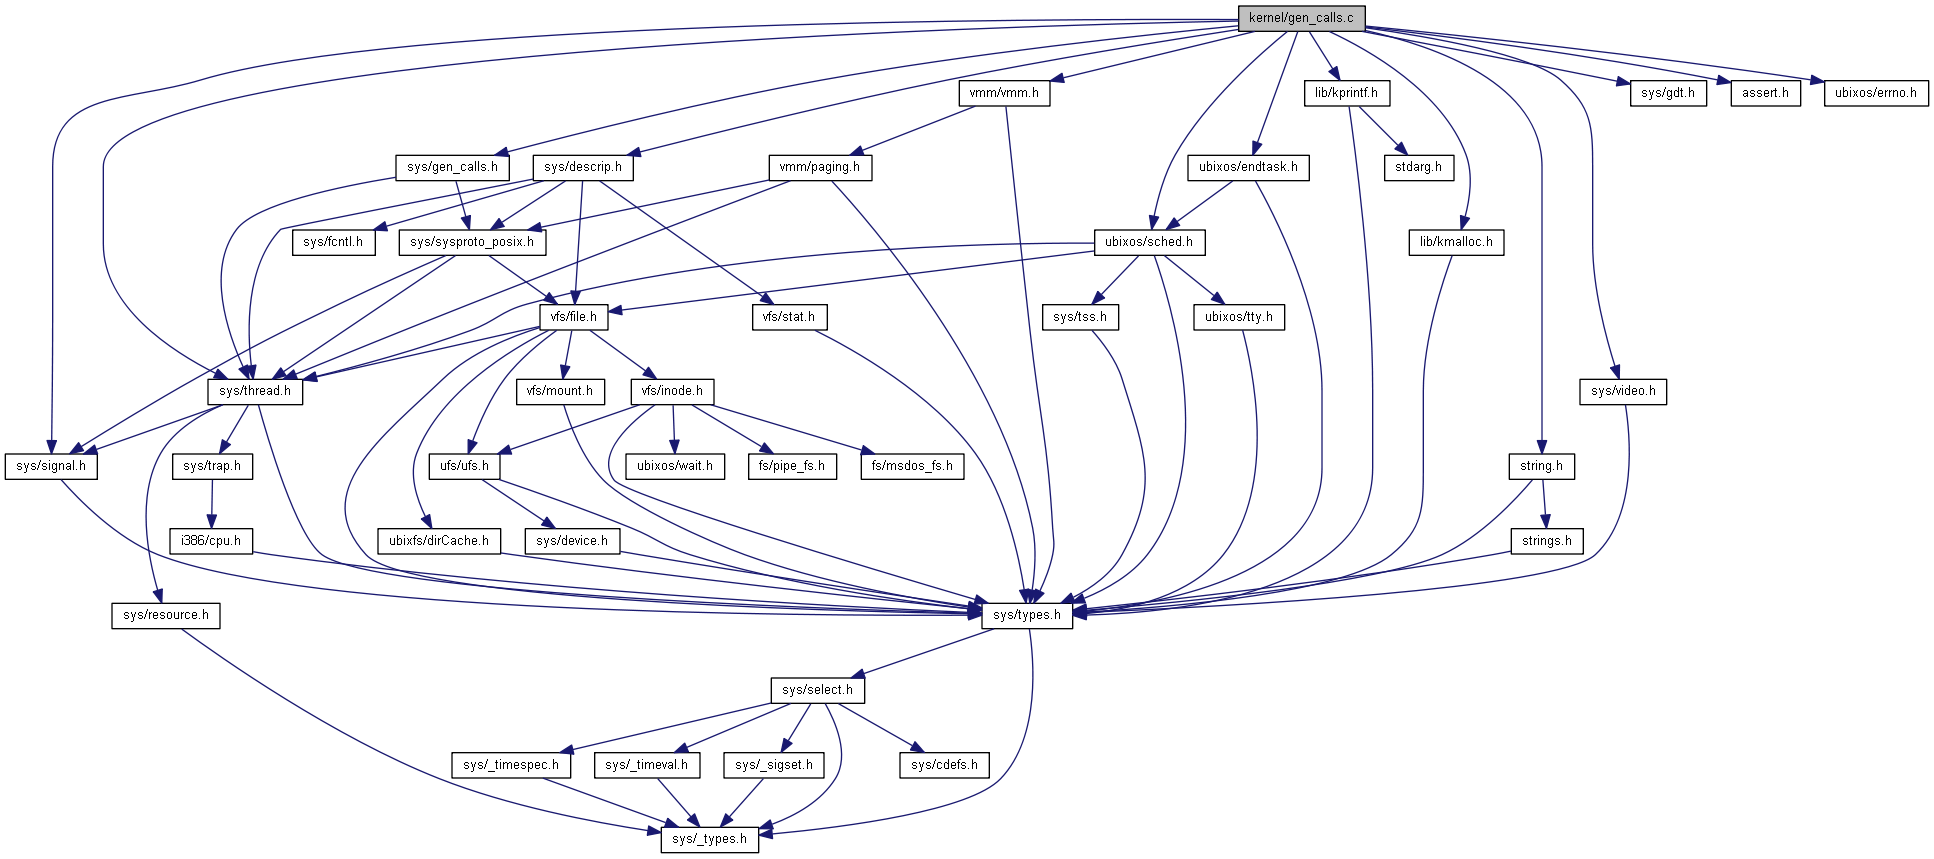 kernel/gen_calls.c
vmm/vmm.h
lib/kprintf.h
sys/gdt.h
assert.h
ubixos/errno.h
sys/gen_calls.h
sys/descrip.h
vmm/paging.h
ubixos/endtask.h
stdarg.h
sys/fcntl.h
sys/sysproto_posix.h
ubixos/sched.h
lib/kmalloc.h
vfs/file.h
vfs/stat.h
sys/tss.h
ubixos/tty.h
sys/thread.h
vfs/mount.h
vfs/inode.h
sys/video.h
sys/signal.h
sys/trap.h
ufs/ufs.h
ubixos/wait.h
fs/pipe_fs.h
fs/msdos_fs.h
string.h
i386/cpu.h
ubixfs/dirCache.h
sys/device.h
strings.h
sys/resource.h
sys/types.h
sys/select.h
sys/_timespec.h
sys/_timeval.h
sys/_sigset.h
sys/cdefs.h
sys/_types.h